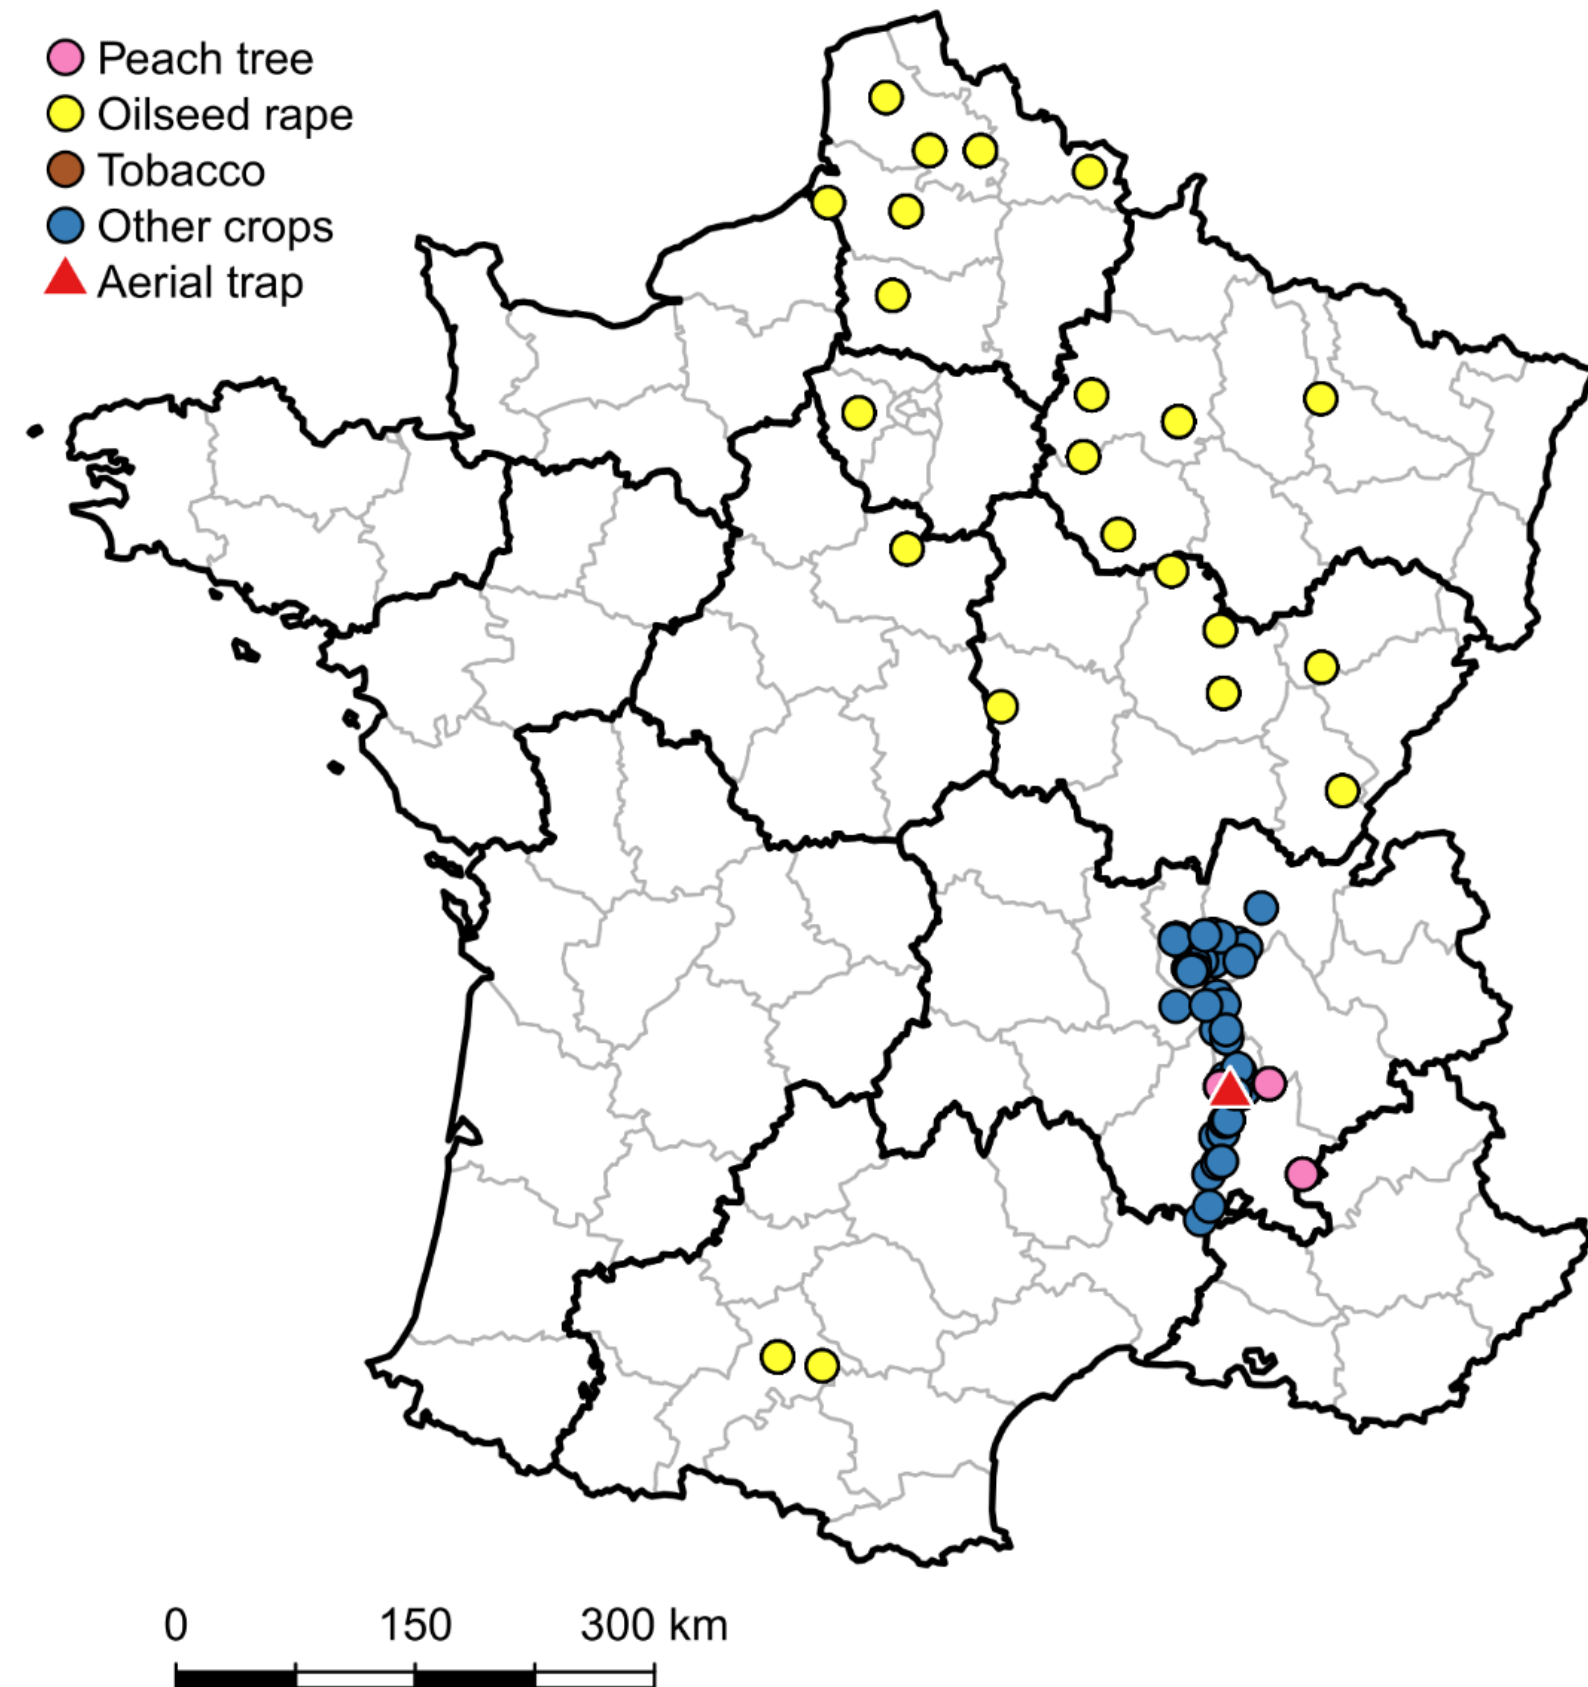 Peach tree
Oilseed rape
Tobacco
Other crops
Aerial trap
0 150 300 km